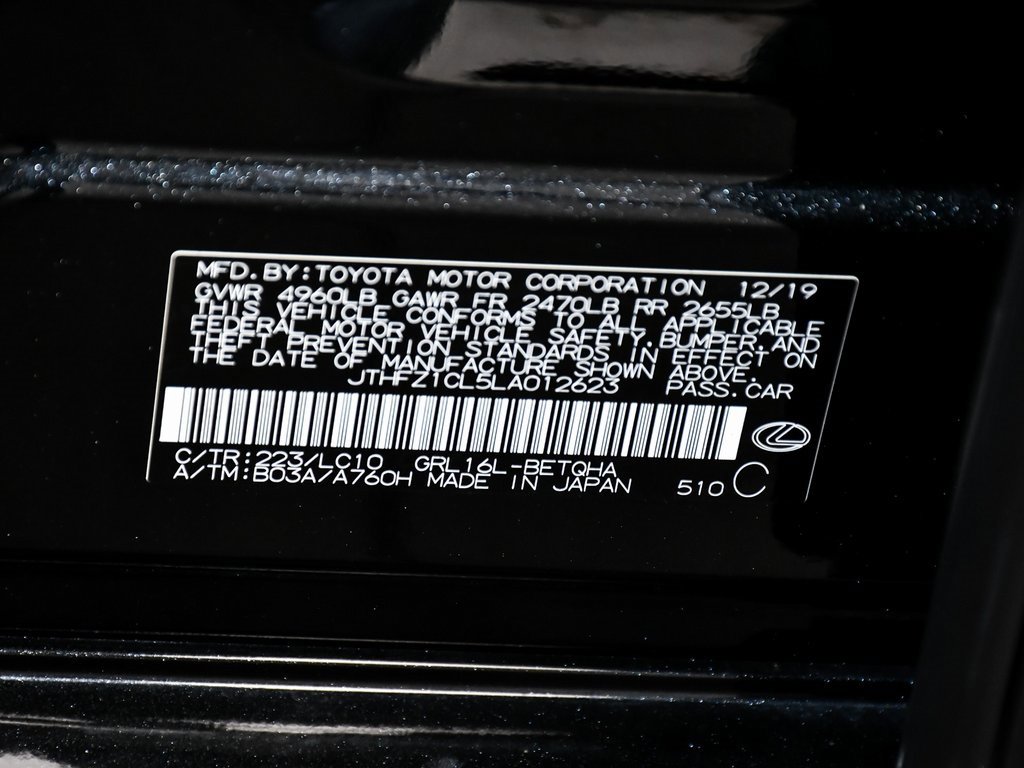 MFD. BY: TOYOTA MOTOR CORPORATION 12/19
GVWR 4960LB GAWR FR 2470LB RR 2655LB
THIS VEHICLE CONFORMS TO ALL APPLICABLE
FEDERAL MOTOR VEHICLE SAFETY, BUMPER, AND
THEFT PREVENTION STANDARDS IN EFFECT ON
THE DATE OF MANUFACTURE SHOWN ABOVE.
JTHFZ1CL5LA012623 PASS. CAR
C/TR: 223/LC10 GRL16L-BETQHA
A/TM: B03A/A760H MADE IN JAPAN 510 C